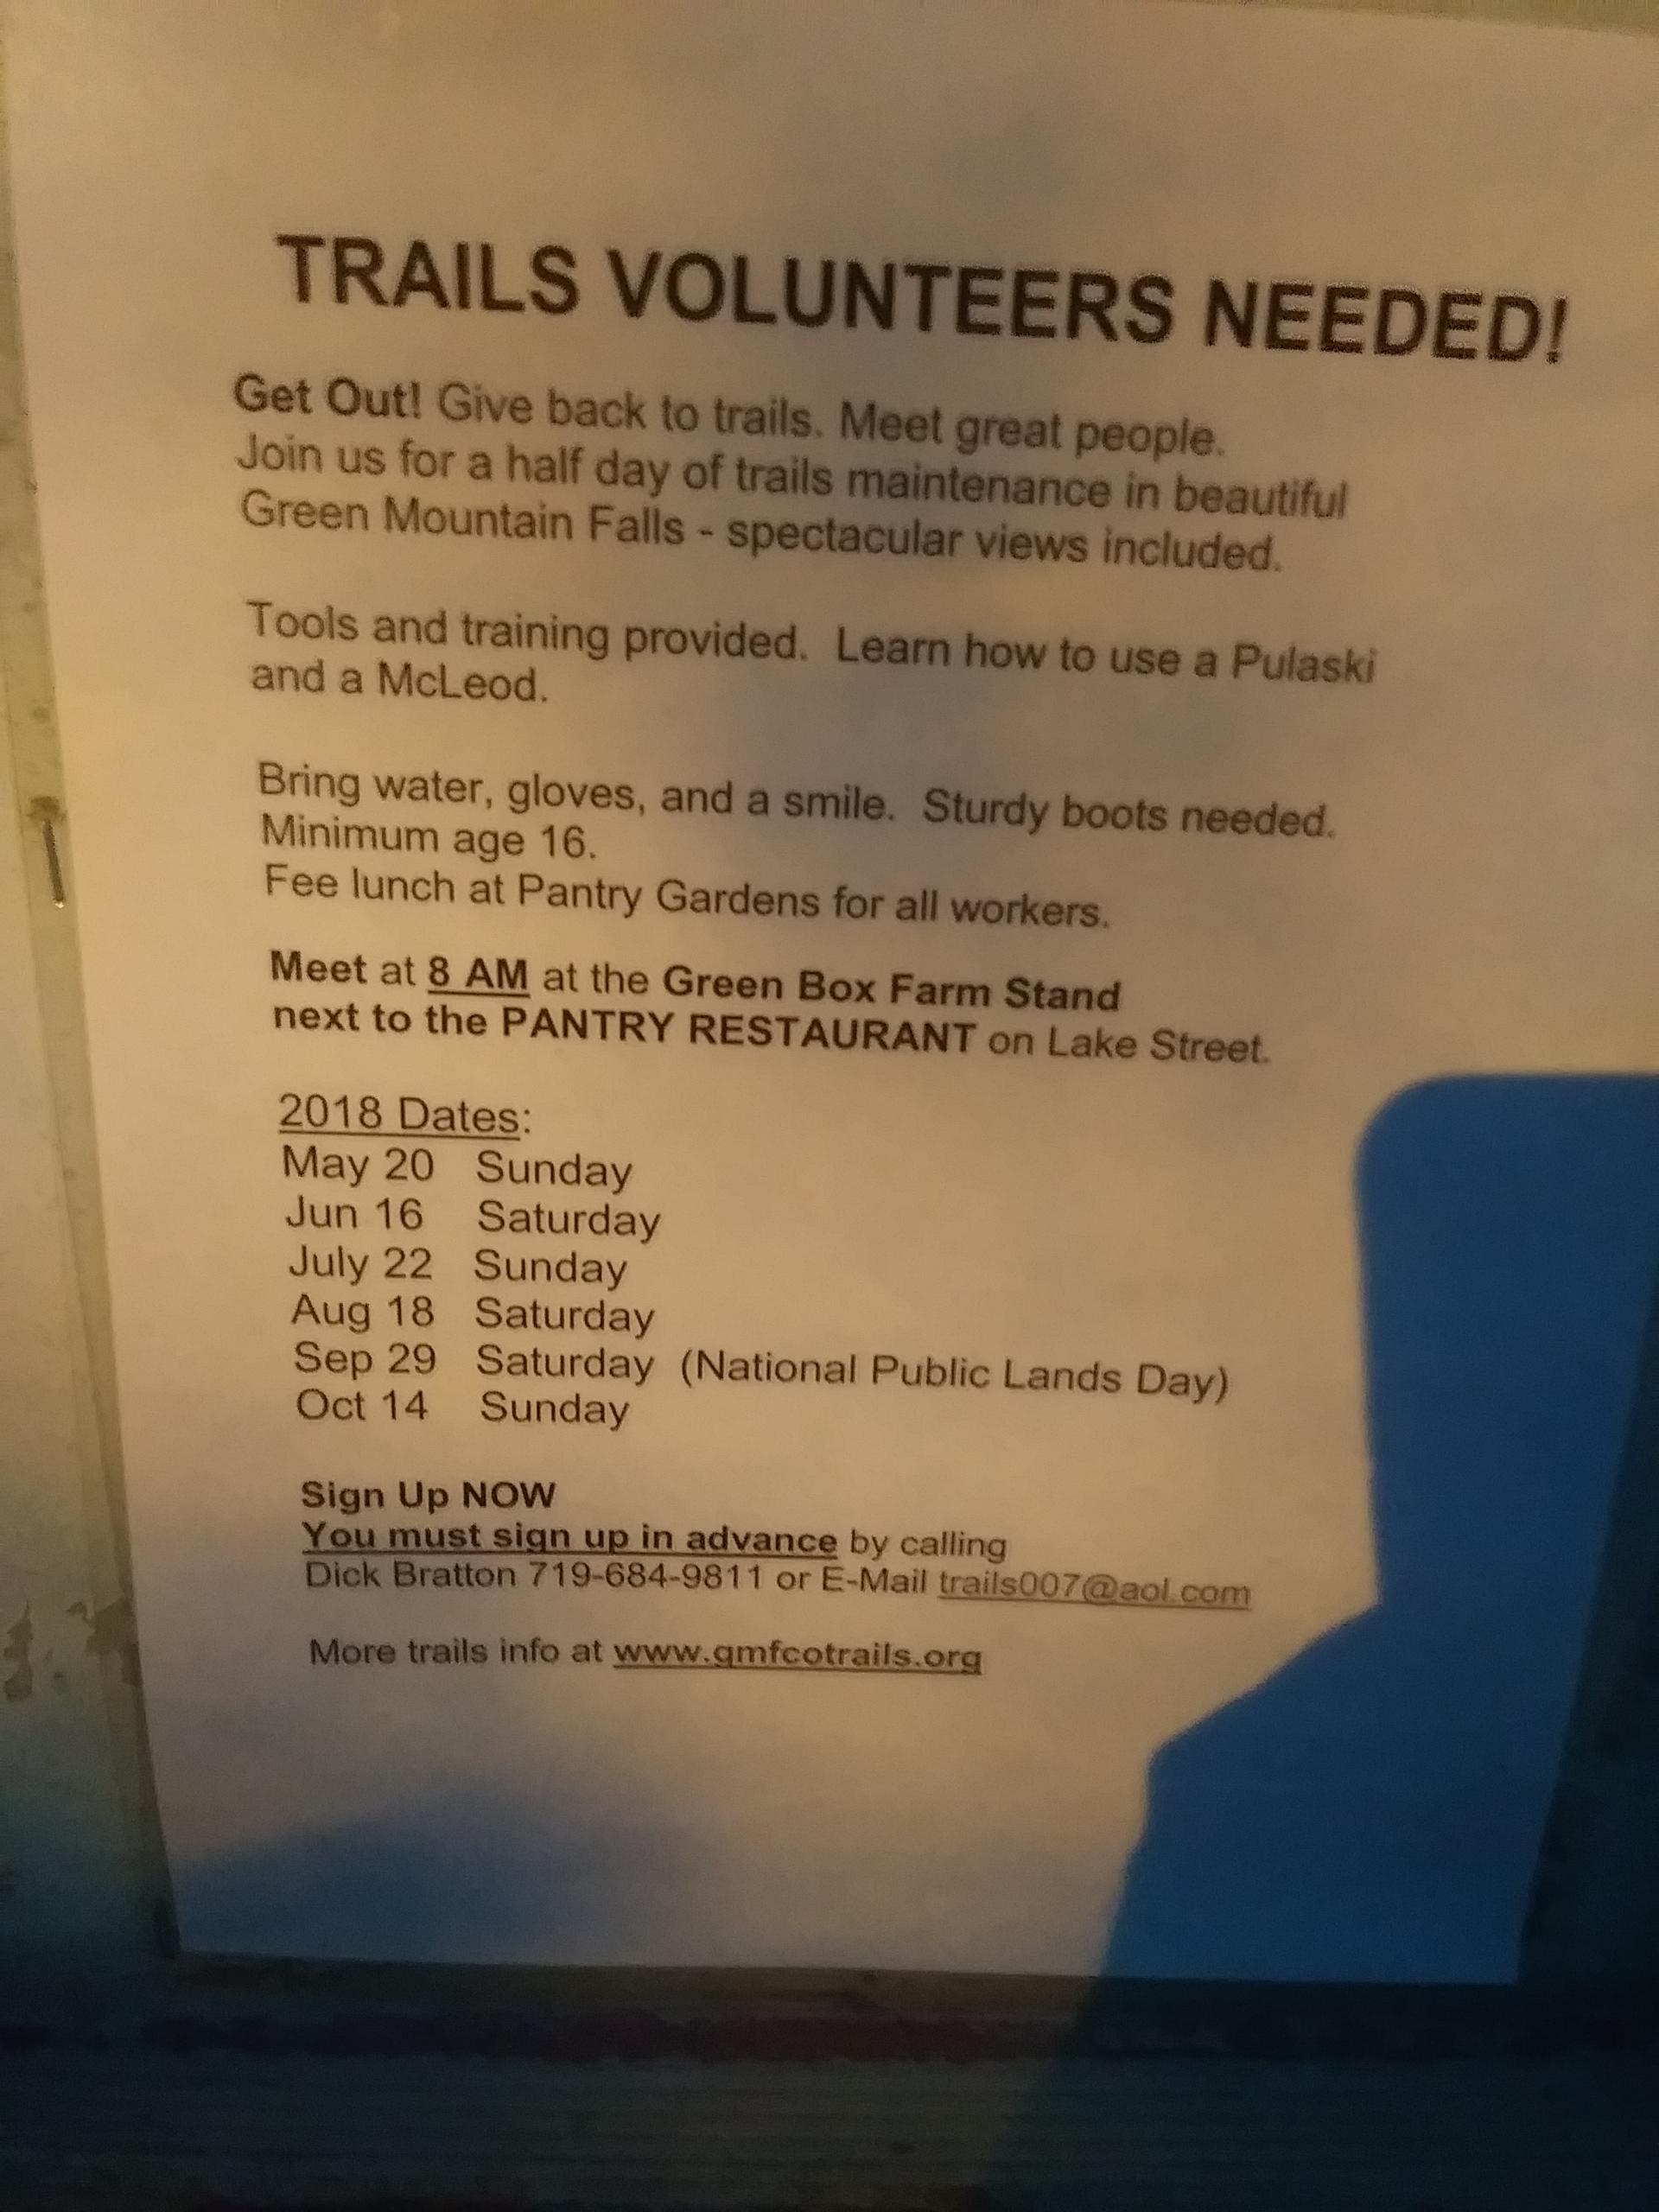 TRAILS VOLUNTEERS NEEDED!
Get Out! Give back to trails. Meet great people.
Join us for a half day of trails maintenance in beautiful
Green Mountain Falls - spectacular views included.
Tools and training provided. Learn how to use a Pulaski
and a McLeod.
Bring water, gloves, and a smile. Sturdy boots needed.
Minimum age 16.
Fee lunch at Pantry Gardens for all workers.
Meet at 8 AM at the Green Box Farm Stand
next to the PANTRY RESTAURANT on Lake Street.
2018 Dates:
May 20 Sunday
Jun 16 Saturday
July 22 Sunday
Aug 18 Saturday
Sep 29 Saturday (National Public Lands Day)
Oct 14 Sunday
Sign Up NOW
You must sign up in advance by calling
Dick Bratton 719-684-9811 or E-Mail trails007@aol.com
More trails info at www.gmfcotrails.org